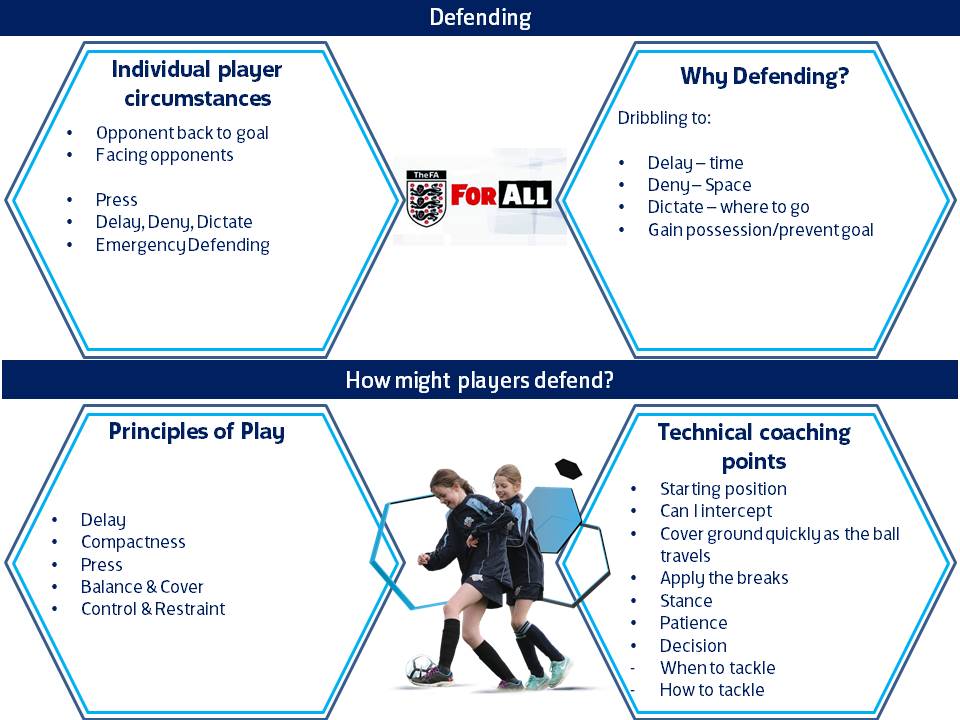 Defending
Individual player
circumstances
• Opponent back to goal
• Facing opponents
• Press
• Delay, Deny, Dictate
• Emergency Defending
TheFA
FOR ALL
Why Defending?
Dribbling to:
• Delay – time
• Deny – Space
• Dictate – where to go
• Gain possession/prevent goal
How might players defend?
Principles of Play
• Delay
• Compactness
• Press
• Balance & Cover
• Control & Restraint
Technical coaching
points
• Starting position
• Can I intercept
• Cover ground quickly as the ball
travels
• Apply the breaks
• Stance
• Patience
• Decision
- When to tackle
- How to tackle